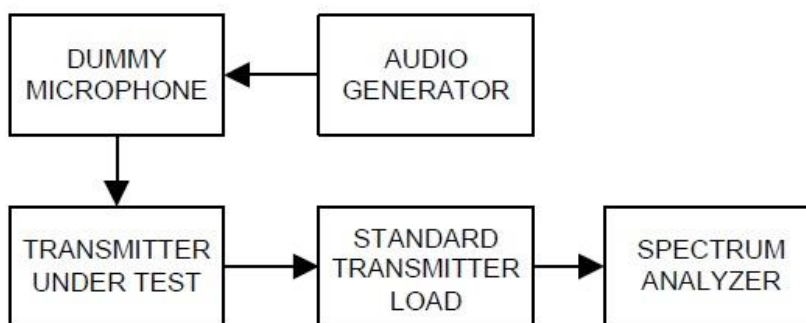 DUMMY
MICROPHONE
AUDIO
GENERATOR
TRANSMITTER
UNDER TEST
STANDARD
TRANSMITTER
LOAD
SPECTRUM
ANALYZER